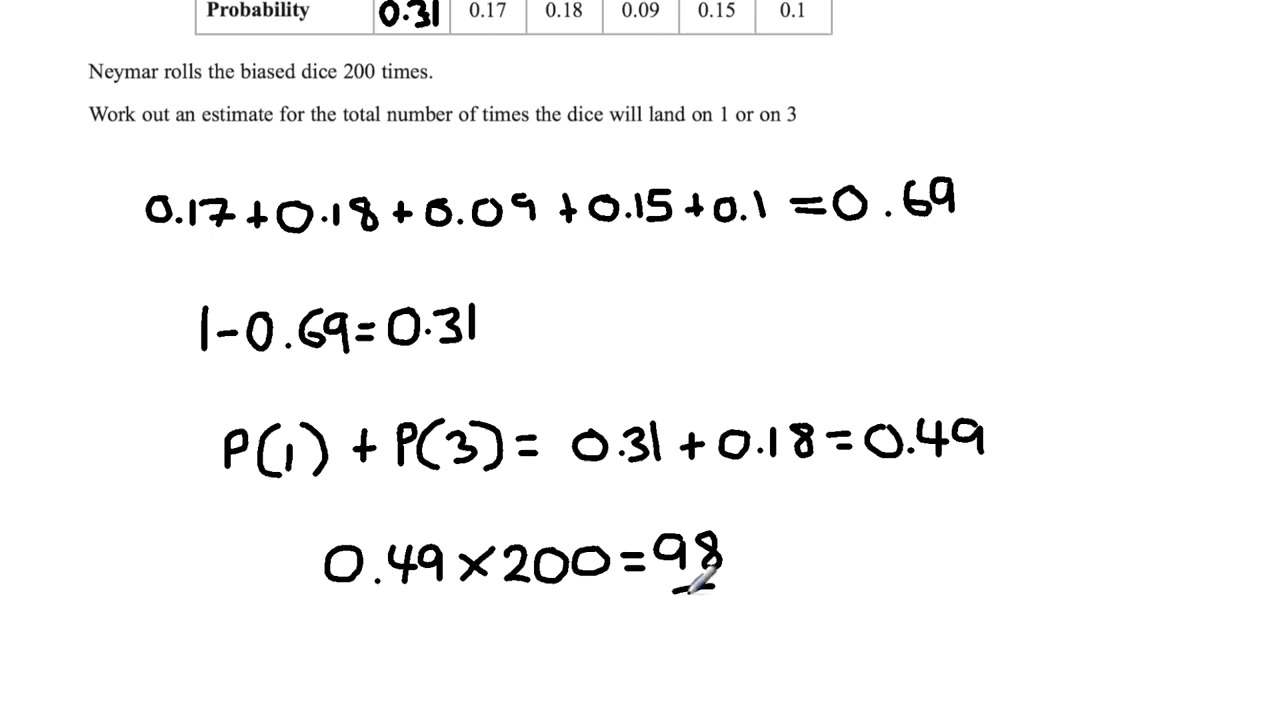 Probability 0.31 0.17 0.18 0.09 0.15 0.1
Neymar rolls the biased dice 200 times.
Work out an estimate for the total number of times the dice will land on 1 or on 3
0.17+0.18+0.09+0.15+0.1=0.69
1-0.69=0.31
P(1) + P(3) = 0.31+0.18=0.49
0.49×200=98